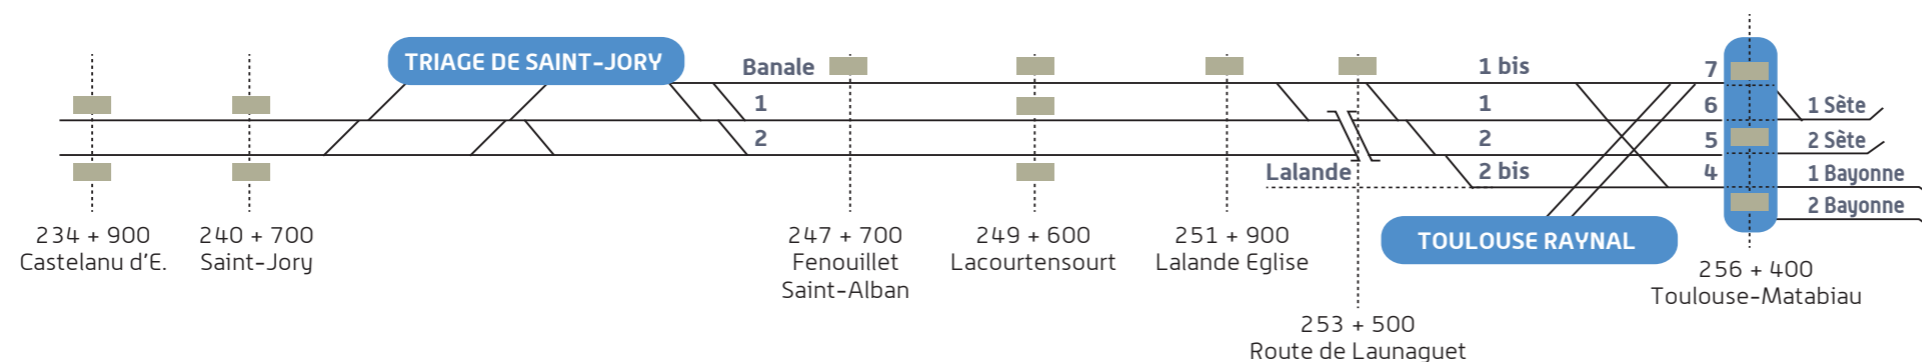 TRIAGE DE SAINT-JORY
Banale
1
2
1 bis
1
2
2 bis
Lalande
7
6
5
4
1 Sète
2 Sète
1 Bayonne
2 Bayonne
TOULOUSE RAYNAL
234 + 900
Castelanu d'E.
240 + 700
Saint-Jory
247 + 700
Fenouillet
Saint-Alban
249 + 600
Lacourtensourt
251 + 900
Lalande Eglise
253 + 500
Route de Launaguet
256 + 400
Toulouse-Matabiau